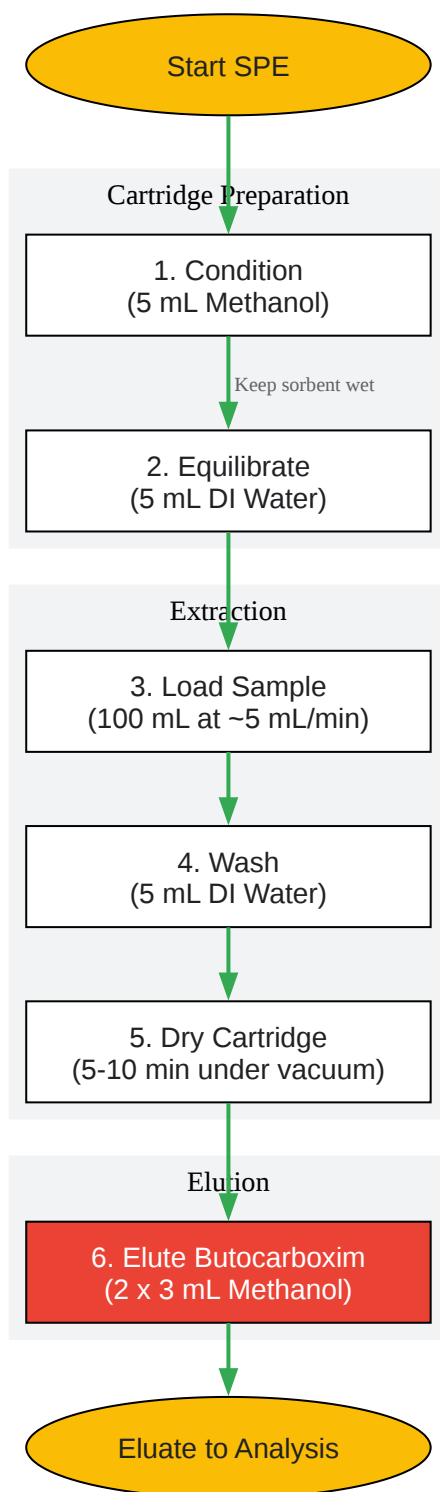 Start SPE
Cartridge Preparation
1. Condition
(5 mL Methanol)
Keep sorbent wet
2. Equilibrate
(5 mL DI Water)
Extraction
3. Load Sample
(100 mL at ~5 mL/min)
4. Wash
(5 mL DI Water)
5. Dry Cartridge
(5-10 min under vacuum)
Elution
6. Elute Butocarboxim
(2 x 3 mL Methanol)
Eluate to Analysis